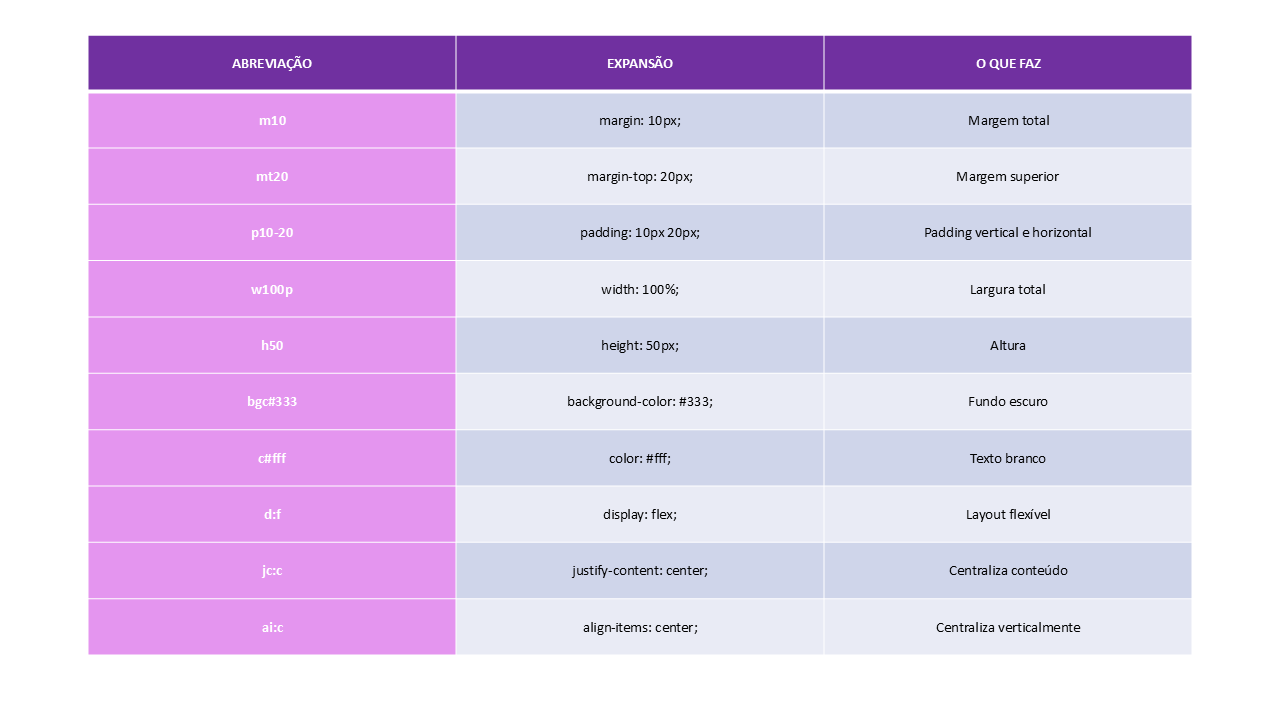 ABREVIAÇÃO EXPANSÃO O QUE FAZ
m10 margin: 10px; Margem total
mt20 margin-top: 20px; Margem superior
p10-20 padding: 10px 20px; Padding vertical e horizontal
w100p width: 100%; Largura total
h50 height: 50px; Altura
bgc#333 background-color: #333; Fundo escuro
c#fff color: #fff; Texto branco
d:f display: flex; Layout flexível
jc:c justify-content: center; Centraliza conteúdo
ai:c align-items: center; Centraliza verticalmente